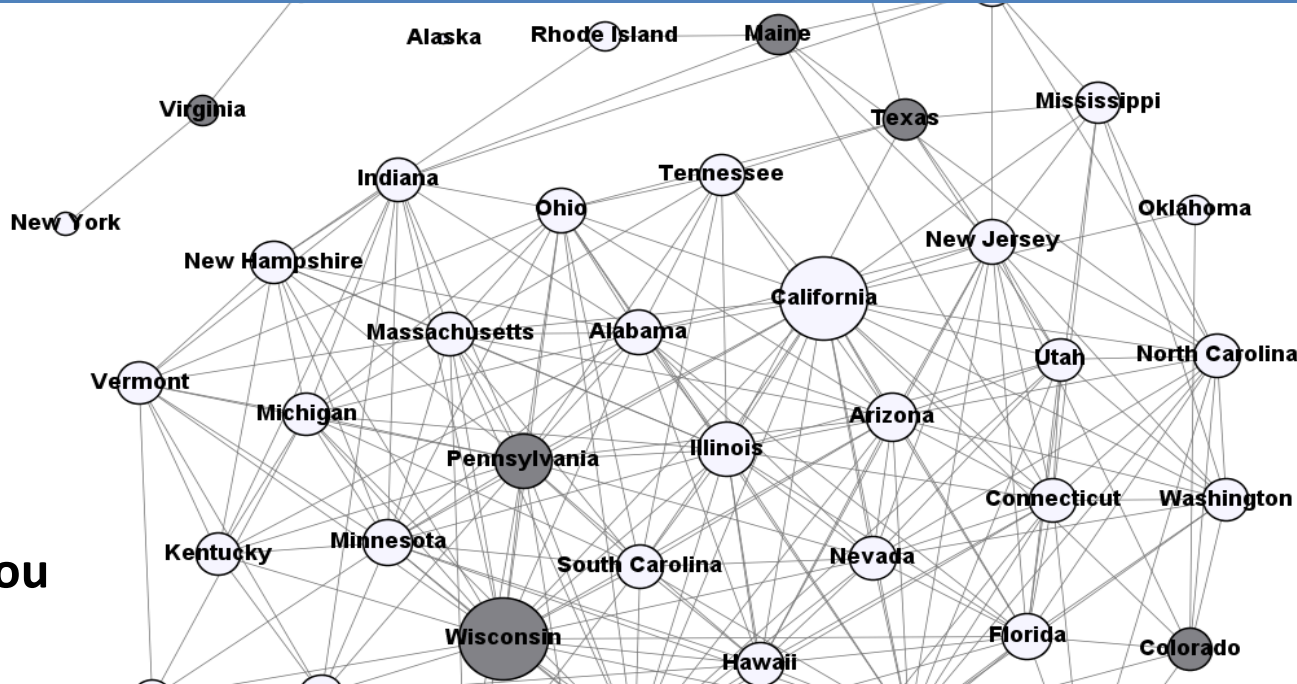 Alaska
Rhode Island
Maine
Virginia
Mississippi
Texas
Indiana
Tennessee
New York
Ohio
Oklahoma
New Jersey
New Hampshire
California
Massachusetts
Alabama
Utah
North Carolina
Vermont
Michigan
Arizona
Pennsylvania
Illinois
Connecticut
Washington
Kentucky
Minnesota
South Carolina
Nevada
ou
Wisconsin
Florida
Colorado
Hawaii